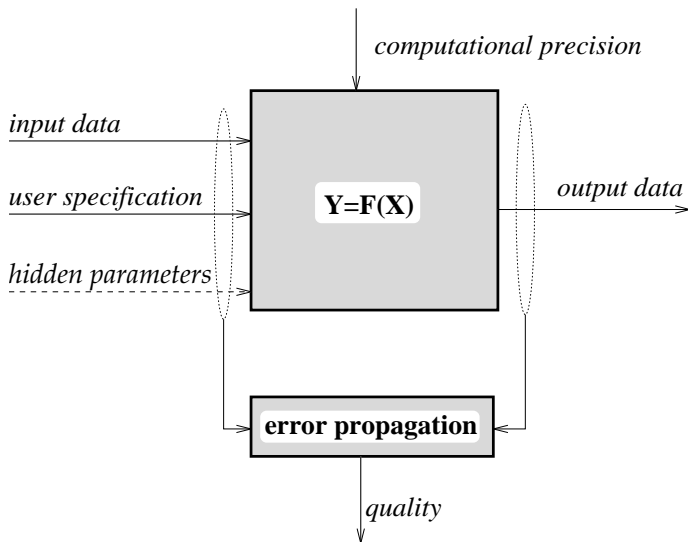 computational precision
input data
Y=F(X)
user specification
output data
hidden parameters
error propagation
quality